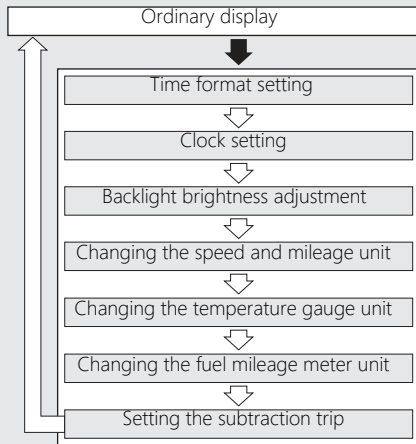 Ordinary display
Time format setting
Clock setting
Backlight brightness adjustment
Changing the speed and mileage unit
Changing the temperature gauge unit
Changing the fuel mileage meter unit
Setting the subtraction trip